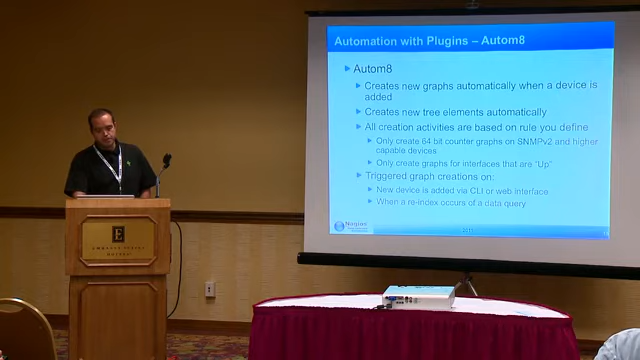 Automation with Plugins – Autom8
Autom8
Creates new graphs automatically when a device is
added
Creates new tree elements automatically
All creation activities are based on rule you define
Only create 64 bit counter graphs on SNMPv2 and higher
capable devices
Only create graphs for interfaces that are “Up”
Triggered graph creations on:
New device is added via CLI or web interface
When a re-index occurs of a data query
Nagios
2011
E
EMBASSY SUITES
HOTELS